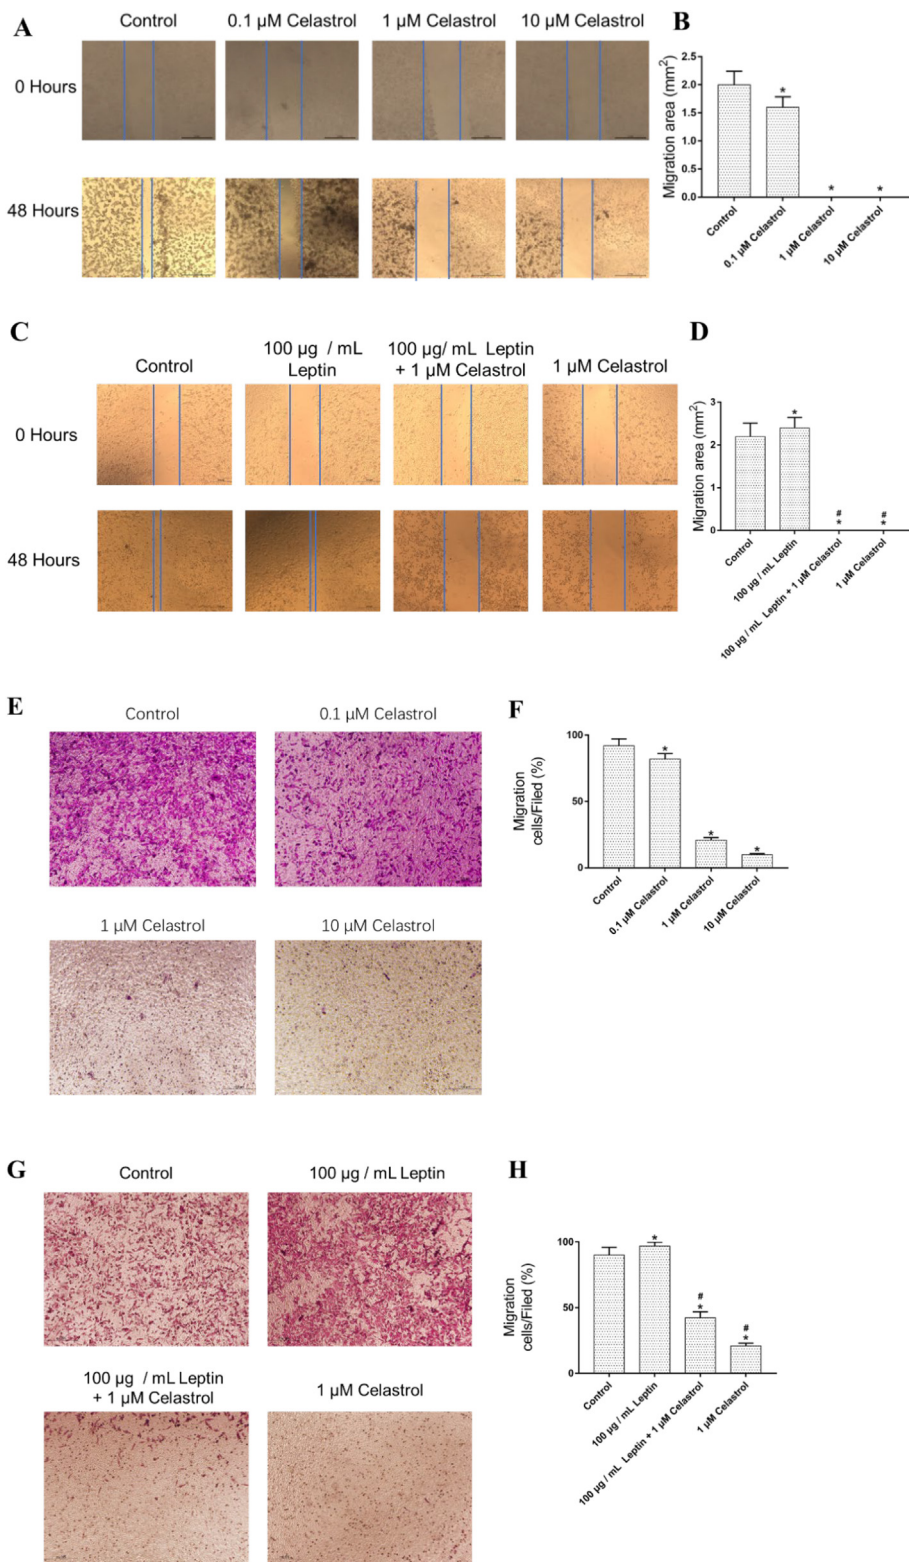 A
Control
0.1 µM Celastrol
1 µM Celastrol
10 µM Celastrol
0 Hours
48 Hours
B
Migration area (mm²)
2.5
2.0
1.5
1.0
0.5
0.0
*
*
*
Control
0.1 µM Celastrol
1 µM Celastrol
10 µM Celastrol
C
Control
100 µg / mL
Leptin
100 µg/ mL Leptin
+ 1 µM Celastrol
1 µM Celastrol
0 Hours
48 Hours
D
Migration area (mm²)
3
2
1
0
*
#
*
#
*
Control
100 µg / mL Leptin
100 µg / mL Leptin + 1 µM Celastrol
1 µM Celastrol
E
Control
0.1 µM Celastrol
1 µM Celastrol
10 µM Celastrol
F
Migration
cells/Filed (%)
100
50
0
*
*
*
Control
0.1 µM Celastrol
1 µM Celastrol
10 µM Celastrol
G
Control
100 µg / mL Leptin
100 µg / mL Leptin
+ 1 µM Celastrol
1 µM Celastrol
H
Migration
cells/Filed (%)
100
50
0
*
#
*
#
*
Control
100 µg / mL Leptin
100 µg / mL Leptin + 1 µM Celastrol
1 µM Celastrol